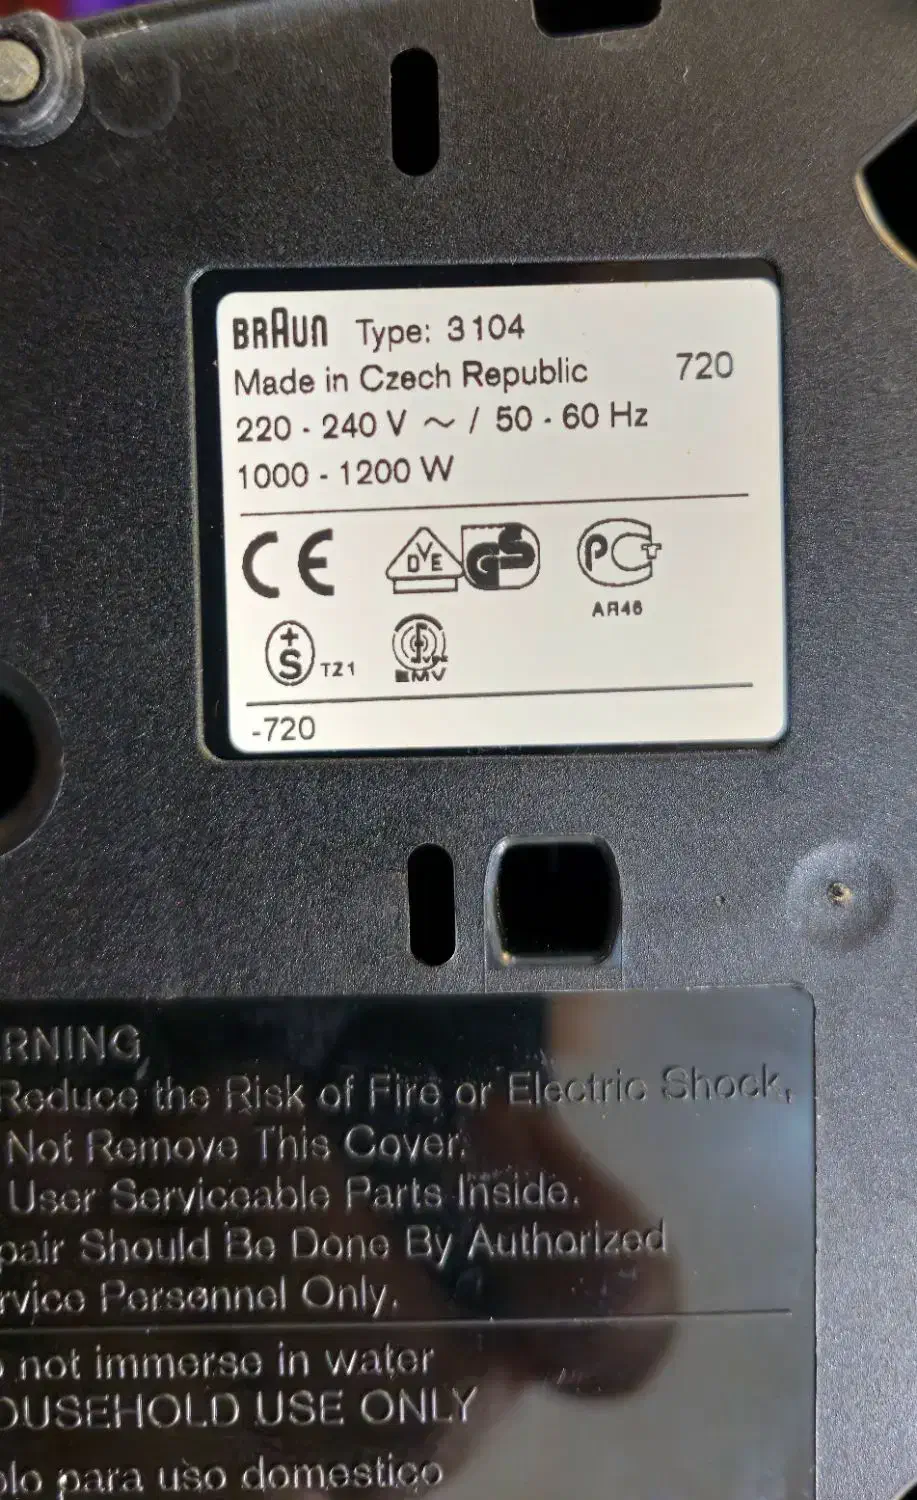 BRAUN Type: 3104
Made in Czech Republic 720
220 - 240 V ~ / 50 - 60 Hz
1000 - 1200 W
CE DVE GS PCT
AR46
+S TZ1 EMV
-720
RNING
Reduce the Risk of Fire or Electric Shock,
Not Remove This Cover.
User Serviceable Parts Inside.
pair Should Be Done By Authorized
rvice Personnel Only.
not immerse in water
OUSEHOLD USE ONLY
olo para uso domestico